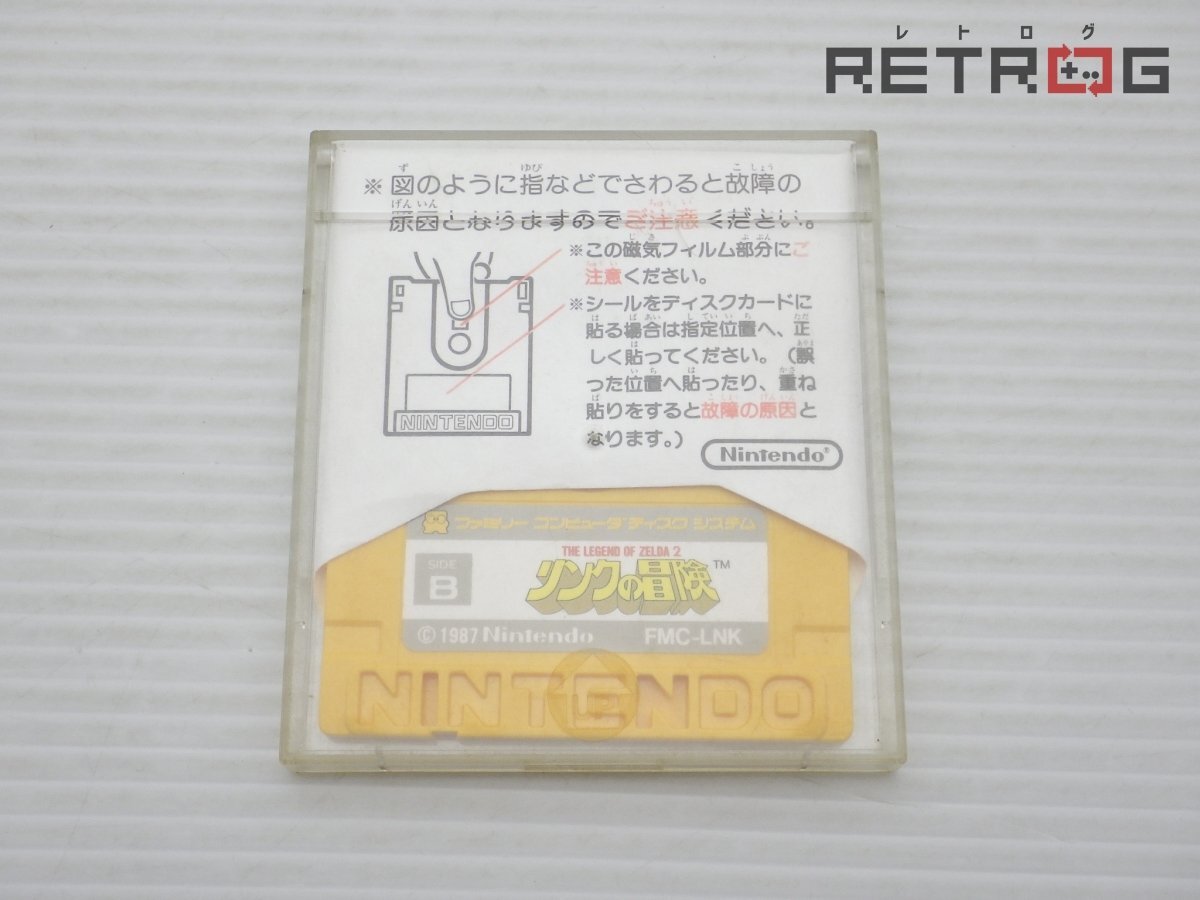 レトログ
RETROG
※図のように指などでさわると故障の
原因となりますのでご注意ください。
※この磁気フィルム部分にご
注意ください。
※シールをディスクカードに
貼る場合は指定位置へ、正
しく貼ってください。(誤
った位置へ貼ったり、重ね
貼りをすると故障の原因と
なります。)
NINTENDO
Nintendo®
ファミリー コンピュータ ディスク システム
THE LEGEND OF ZELDA 2
SIDE
B
リンクの冒険™
© 1987 Nintendo FMC-LNK
NINTENDO
UP